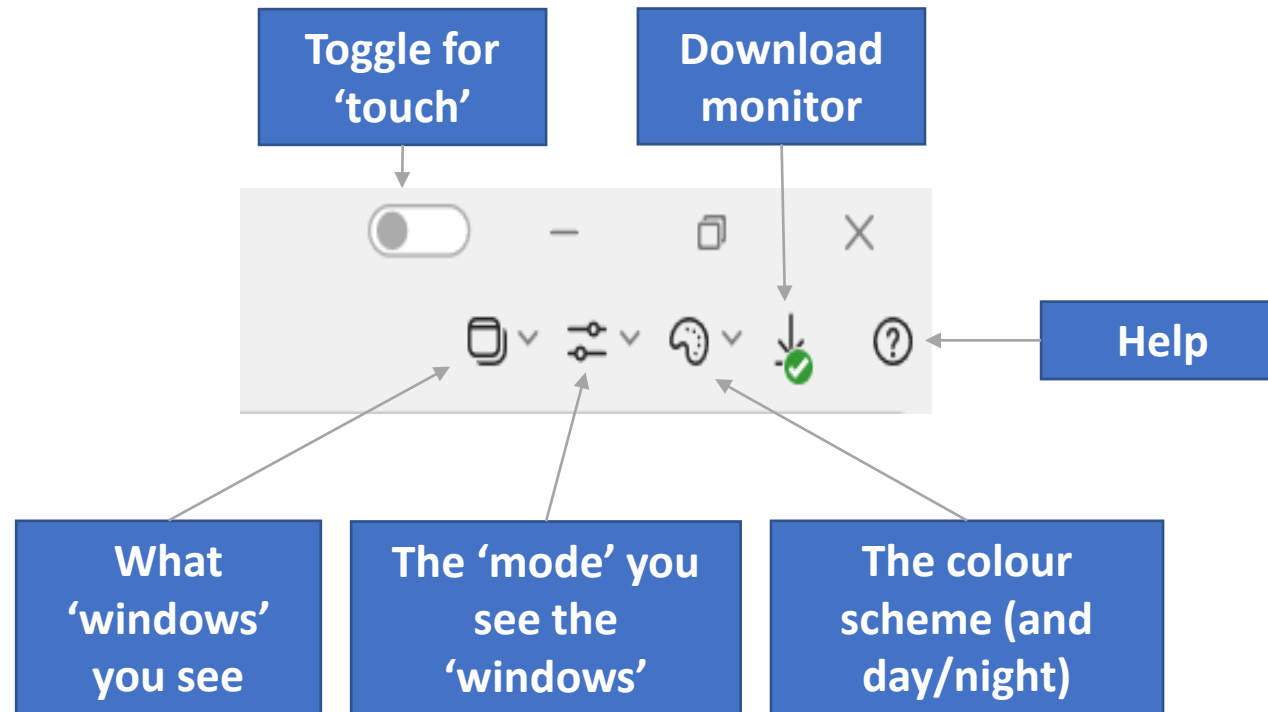 Toggle for
‘touch’
Download
monitor
?
Help
What
‘windows’
you see
The ‘mode’ you
see the
‘windows’
The colour
scheme (and
day/night)